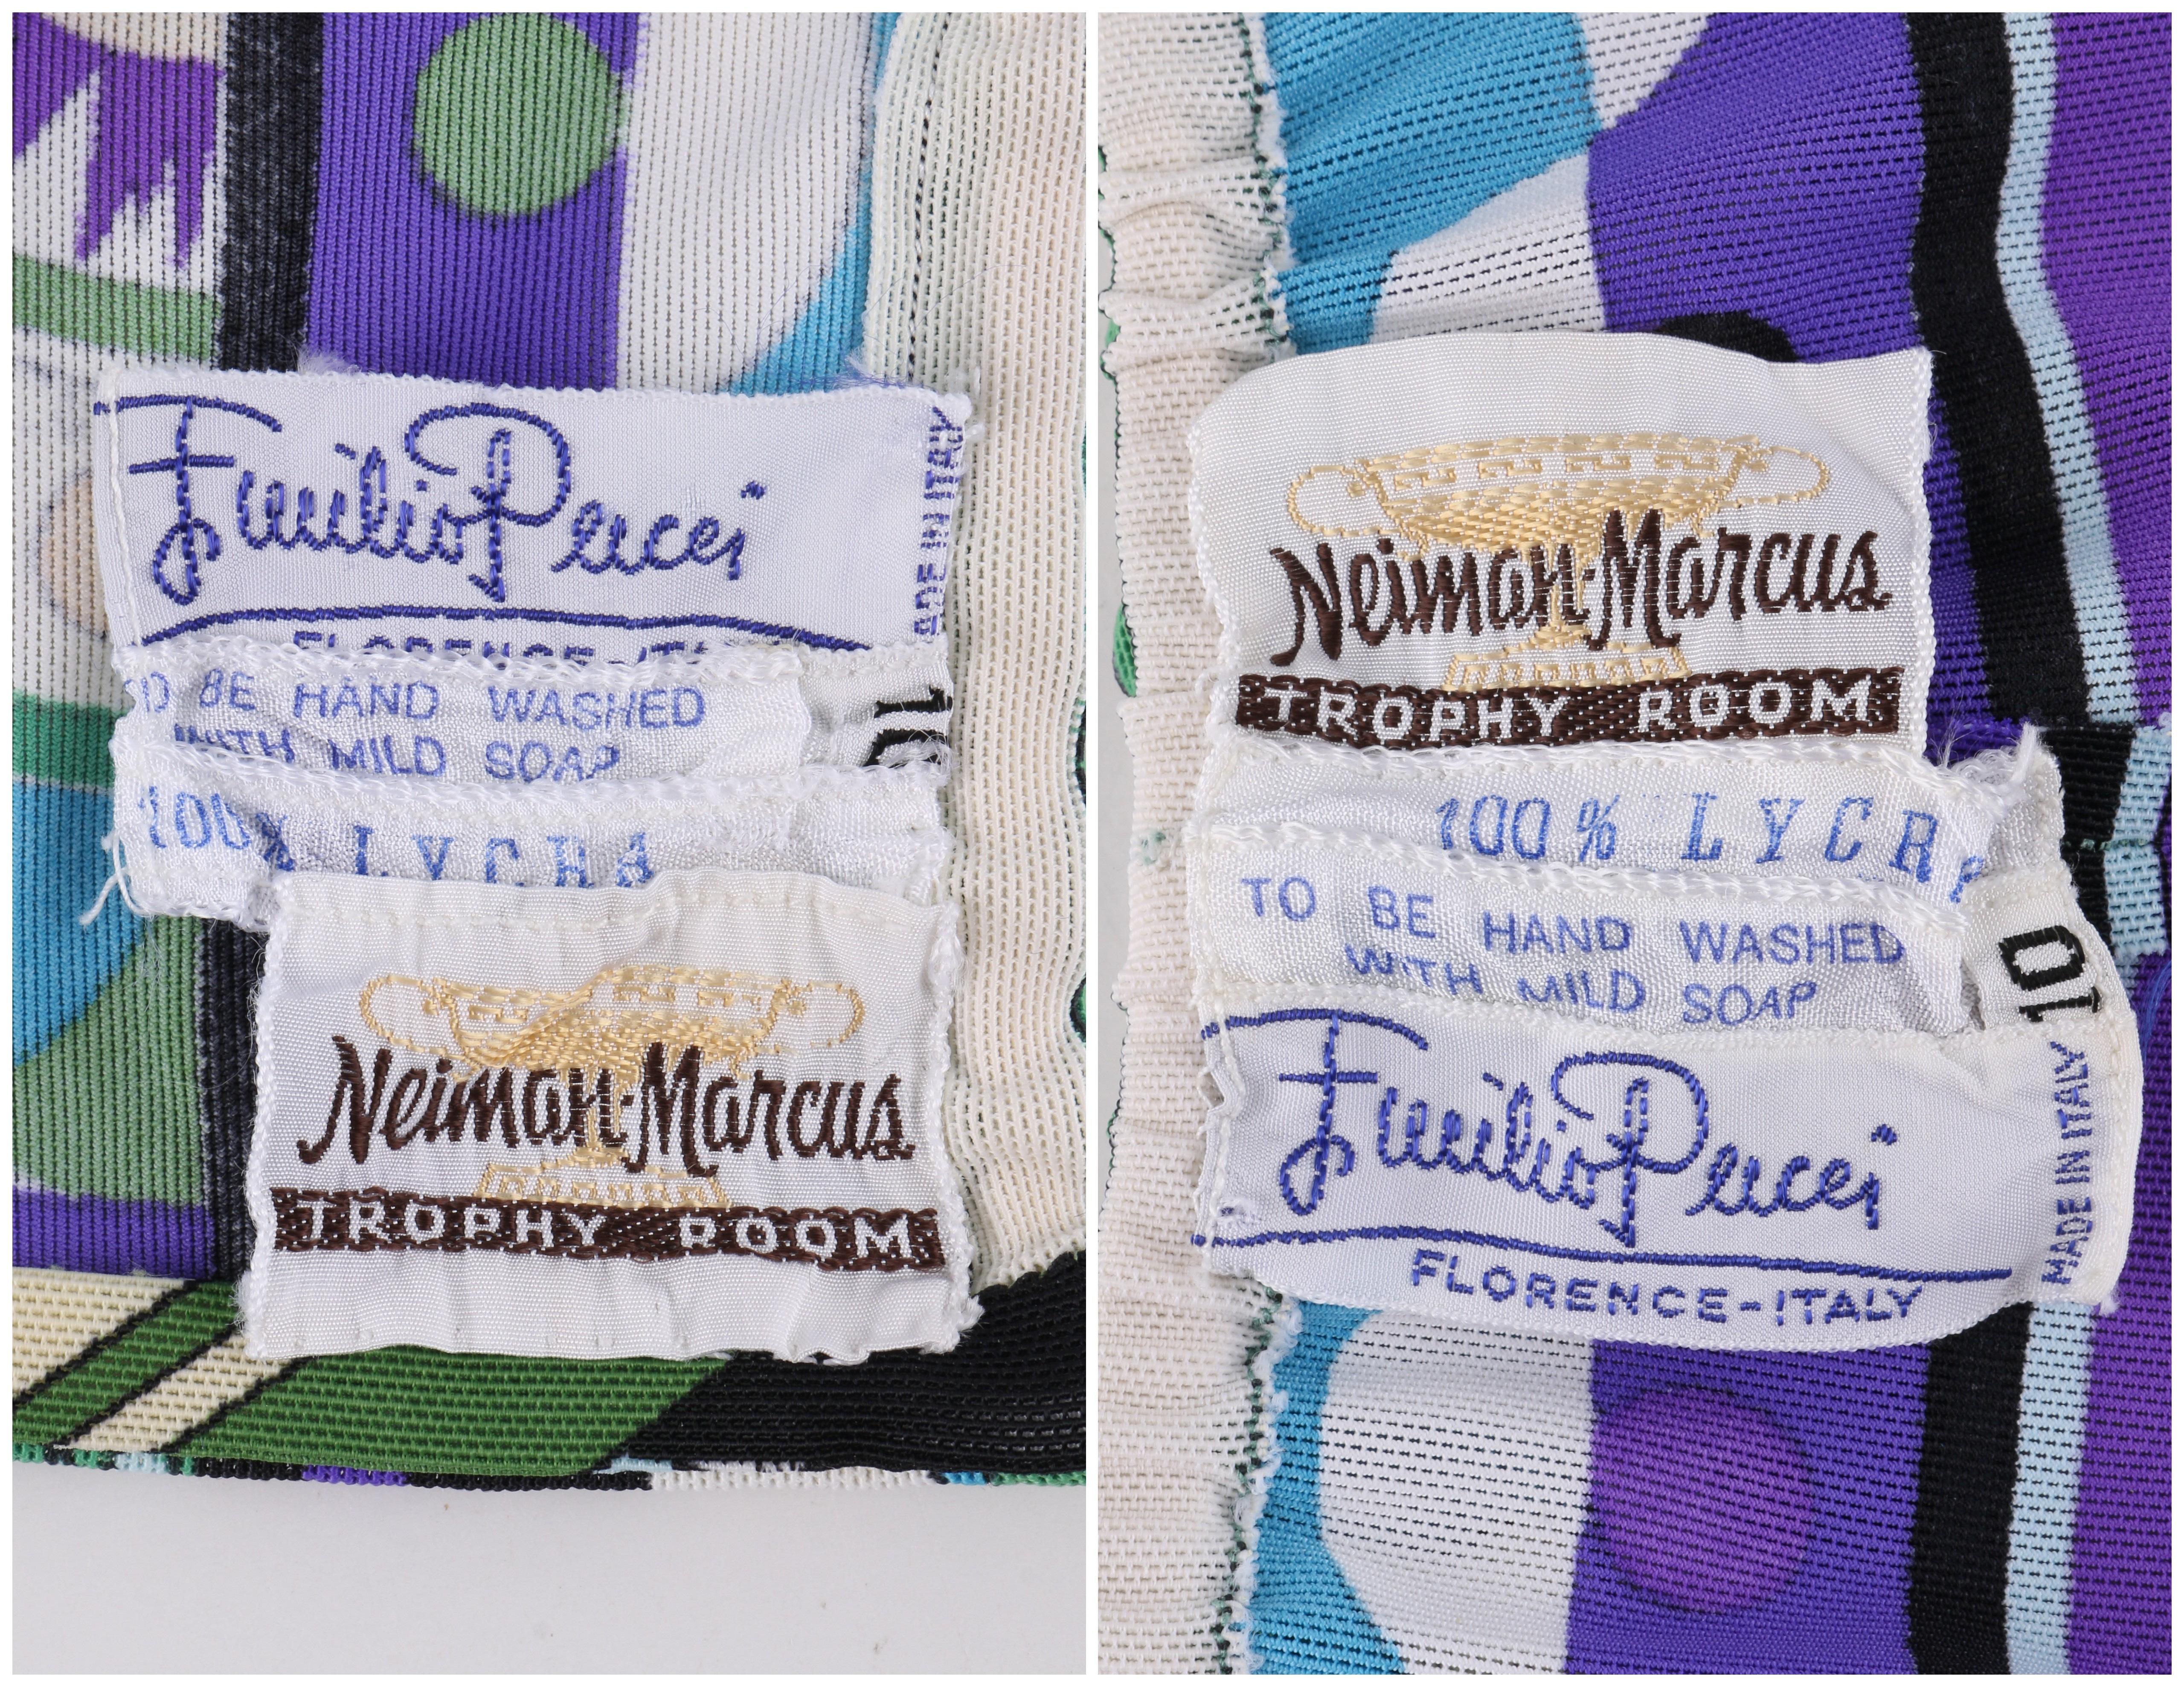 Emilio Pucci
MADE IN ITALY
FLORENCE-ITA
TO BE HAND WASHED
WITH MILD SOAP
10
100% LYCRA
Neiman-Marcus
TROPHY ROOM
Neiman-Marcus
TROPHY ROOM
100% LYCRA
TO BE HAND WASHED
WITH MILD SOAP
10
Emilio Pucci
MADE IN ITALY
FLORENCE-ITALY